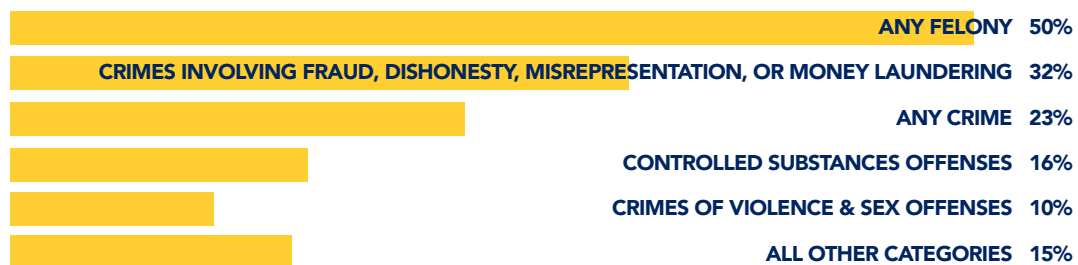 ANY FELONY 50%
CRIMES INVOLVING FRAUD, DISHONESTY, MISREPRESENTATION, OR MONEY LAUNDERING 32%
ANY CRIME 23%
CONTROLLED SUBSTANCES OFFENSES 16%
CRIMES OF VIOLENCE & SEX OFFENSES 10%
ALL OTHER CATEGORIES 15%